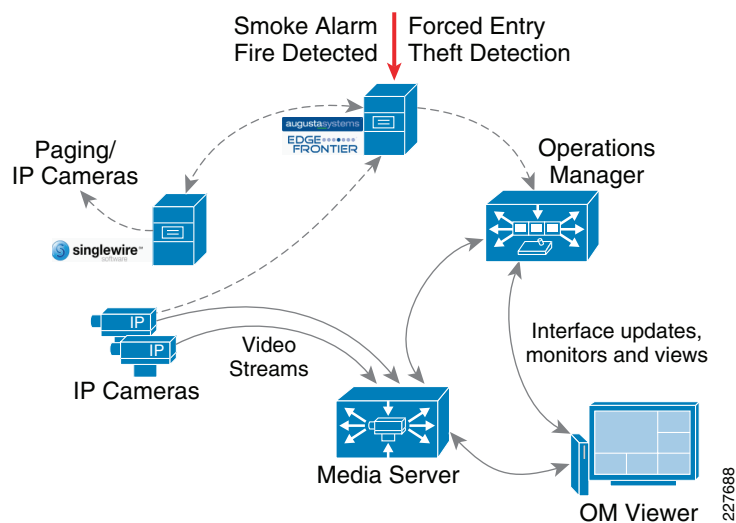 Smoke Alarm
Fire Detected
Forced Entry
Theft Detection
augustasystems
EDGE
FRONTIER
Paging/
IP Cameras
singlewire™
software
Operations
Manager
IP
IP
IP Cameras
Video
Streams
Interface updates,
monitors and views
Media Server
OM Viewer
227688